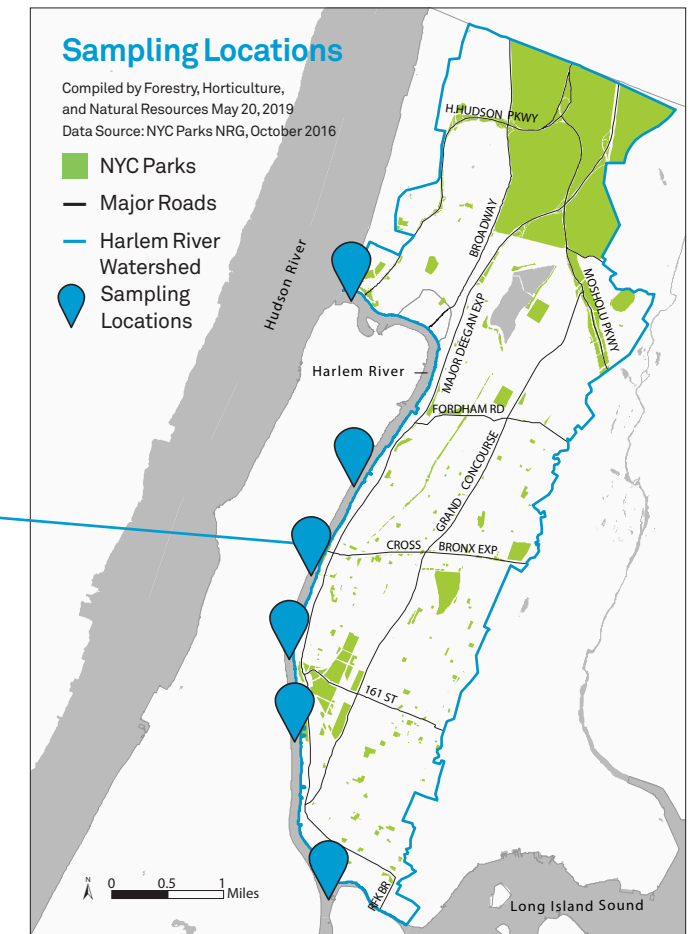 Sampling Locations
Compiled by Forestry, Horticulture,
and Natural Resources May 20, 2019
Data Source: NYC Parks NRG, October 2016
NYC Parks
Major Roads
Harlem River
Watershed
Sampling
Locations
H.HUDSON PKWY
BROADWAY
Hudson River
MOSHOLU PKWY
MAJOR DEEGAN EXP
Harlem River
FORDHAM RD
GRAND CONCOURSE
CROSS BRONX EXP
161 ST
N
0 0.5 1 Miles
RFK BR
Long Island Sound